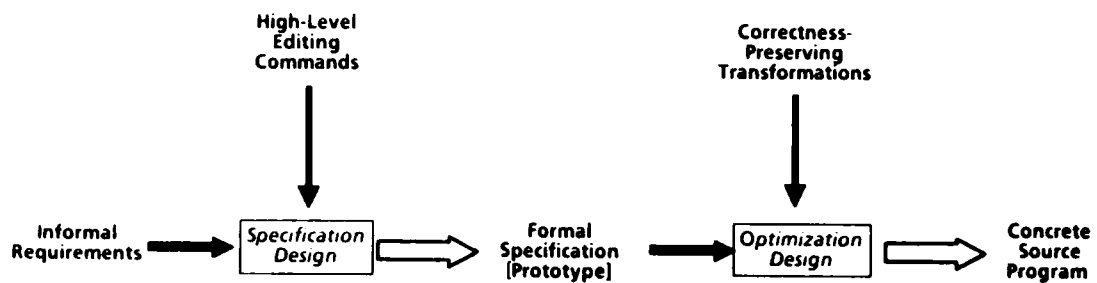 High-Level
Editing
Commands
Correctness-
Preserving
Transformations
Informal
Requirements
Specification
Design
Formal
Specification
[Prototype]
Optimization
Design
Concrete
Source
Program